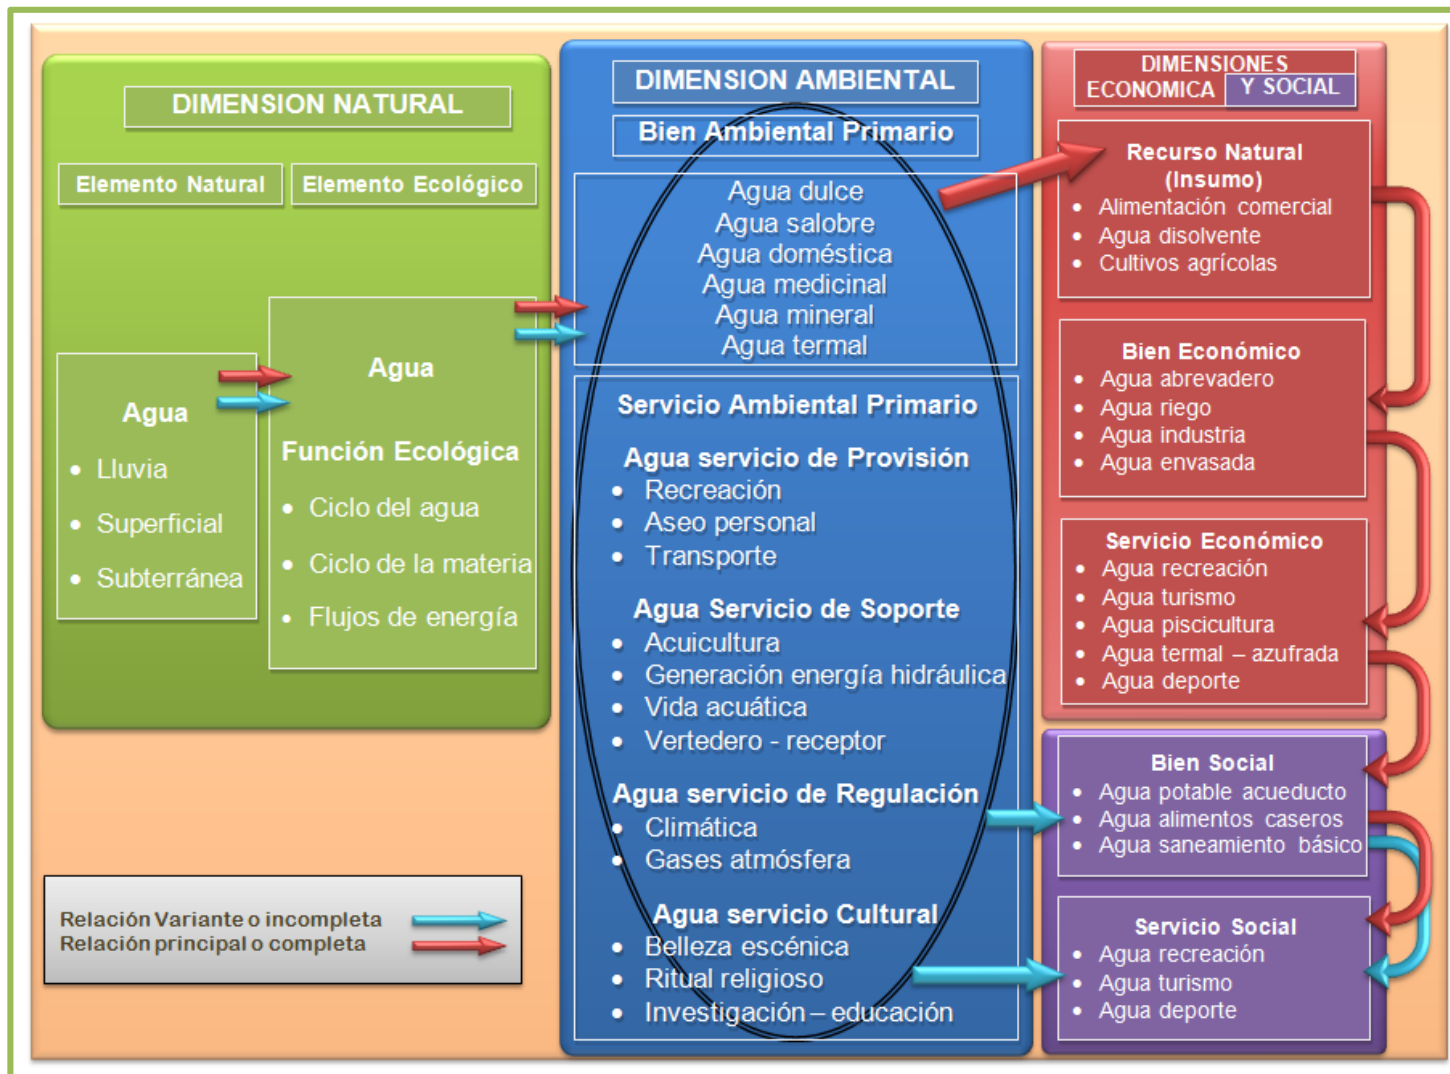 DIMENSION NATURAL
Elemento Natural
Elemento Ecológico
Agua
• Lluvia
• Superficial
• Subterránea
Agua
Función Ecológica
• Ciclo del agua
• Ciclo de la materia
• Flujos de energía
Relación Variante o incompleta
Relación principal o completa
DIMENSION AMBIENTAL
Bien Ambiental Primario
Agua dulce
Agua salobre
Agua doméstica
Agua medicinal
Agua mineral
Agua termal
Servicio Ambiental Primario
Agua servicio de Provisión
• Recreación
• Aseo personal
• Transporte
Agua Servicio de Soporte
• Acuicultura
• Generación energía hidráulica
• Vida acuática
• Vertedero - receptor
Agua servicio de Regulación
• Climática
• Gases atmósfera
Agua servicio Cultural
• Belleza escénica
• Ritual religioso
• Investigación – educación
DIMENSIONES
ECONOMICA Y SOCIAL
Recurso Natural
(Insumo)
• Alimentación comercial
• Agua disolvente
• Cultivos agrícolas
Bien Económico
• Agua abrevadero
• Agua riego
• Agua industria
• Agua envasada
Servicio Económico
• Agua recreación
• Agua turismo
• Agua piscicultura
• Agua termal – azufrada
• Agua deporte
Bien Social
• Agua potable acueducto
• Agua alimentos caseros
• Agua saneamiento básico
Servicio Social
• Agua recreación
• Agua turismo
• Agua deporte